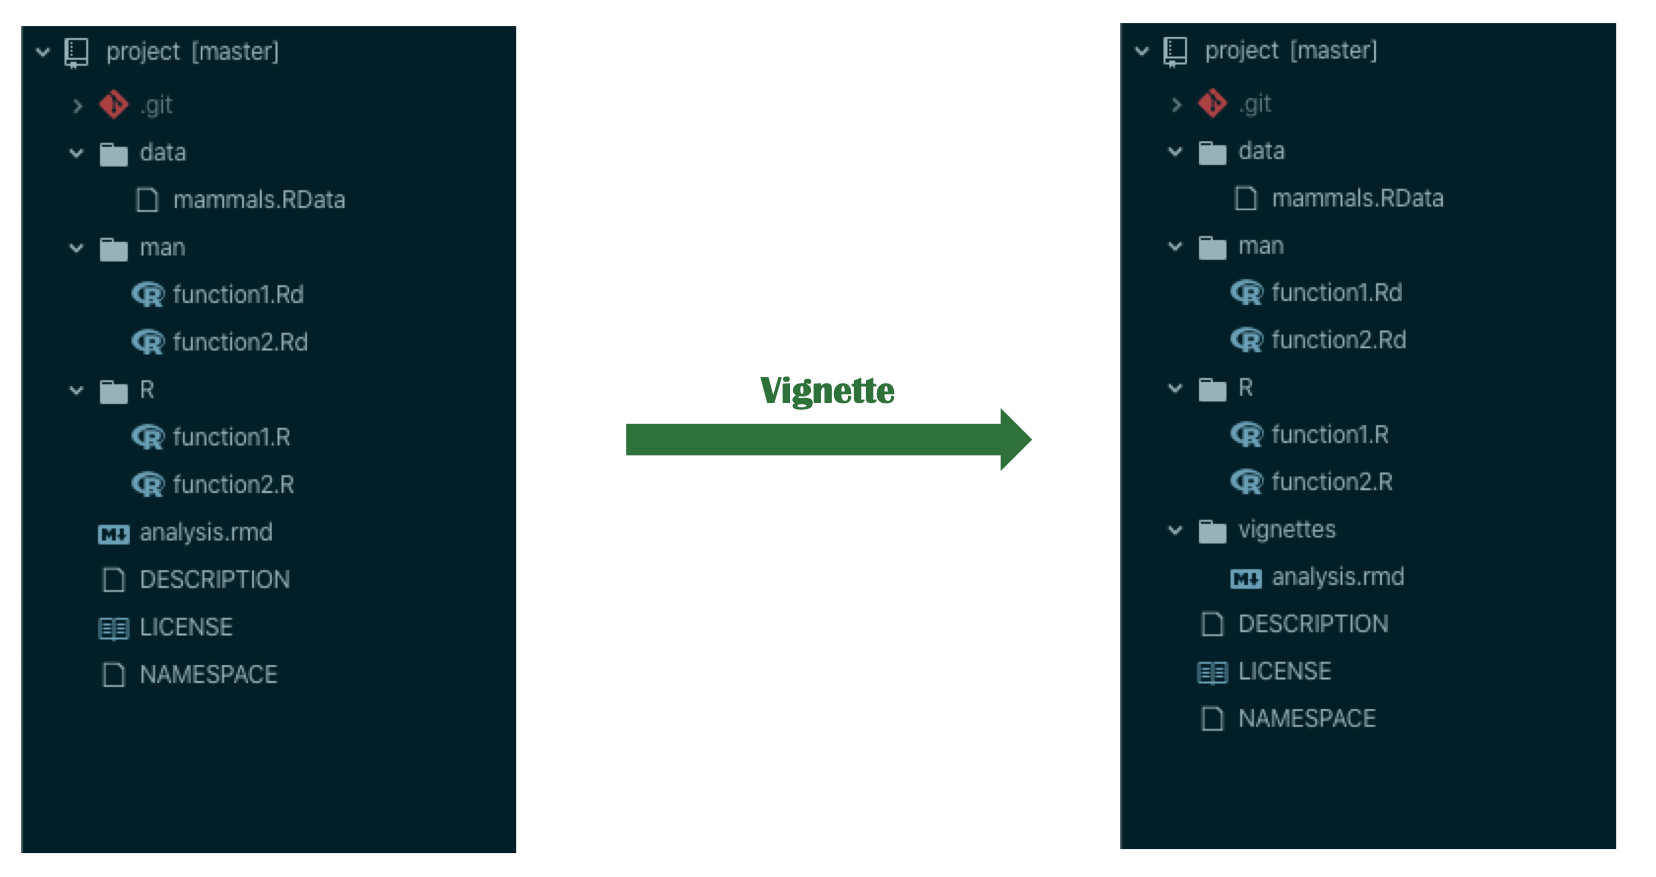 project [master]
.git
data
mammals.RData
man
function1.Rd
function2.Rd
R
function1.R
function2.R
analysis.rmd
DESCRIPTION
LICENSE
NAMESPACE
Vignette
project [master]
.git
data
mammals.RData
man
function1.Rd
function2.Rd
R
function1.R
function2.R
vignettes
analysis.rmd
DESCRIPTION
LICENSE
NAMESPACE